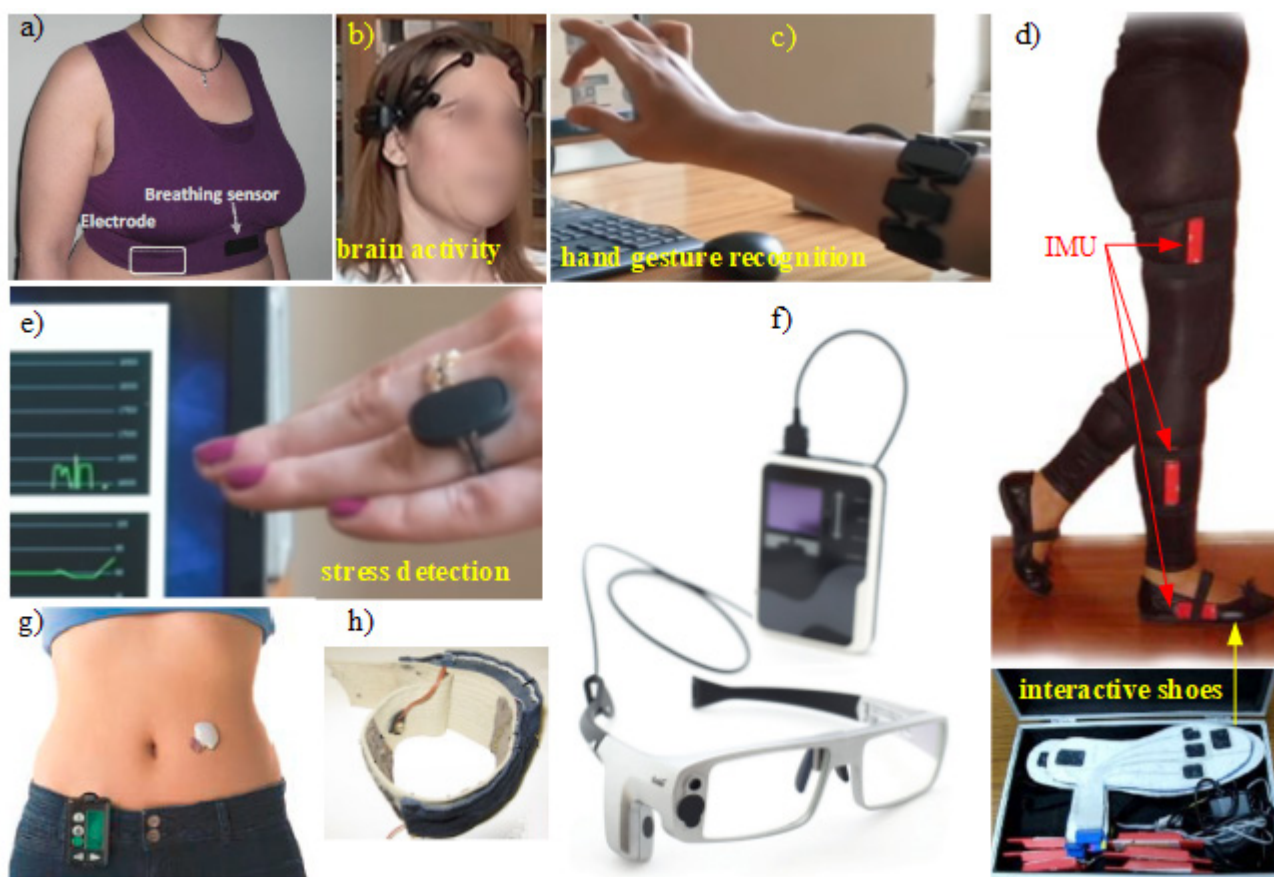 a)
b)
c)
d)
Electrode
Breathing sensor
brain activity
hand gesture recognition
IMU
e)
stress detection
f)
g)
h)
interactive shoes